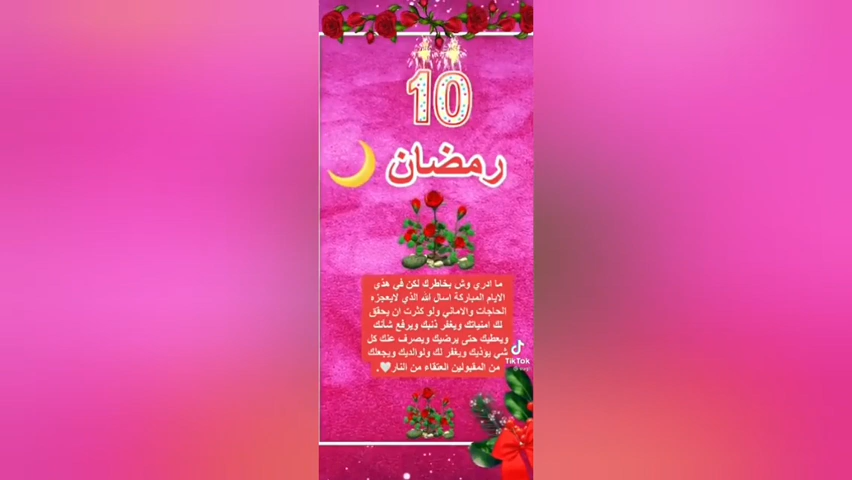 10
رمضان
ما ادري وش بخاطرك لكن في هذي
الايام المباركة اسال الله الذي لايعجزه
الحاجات والاماني ولو كثرت ان يحقق
لك امنياتك ويغفر ذنبك ويرفع شأنك
ويعطيك حتى يرضيك ويصرف عنك كل
شي يوذيك ويغفر لك ولوالديك ويجعلك
من المقبولين العتقاء من النار🤍.
TikTok